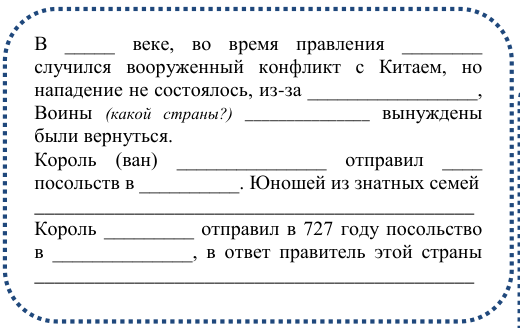 В _____ веке, во время правления ________
случился вооруженный конфликт с Китаем, но
нападение не состоялось, из-за _________________,
Воины (какой страны?) _____________ вынуждены
были вернуться.
Король (ван) _______________ отправил ____
посольств в __________. Юношей из знатных семей
____________________________________________
Король _________ отправил в 727 году посольство
в ______________, в ответ правитель этой страны
____________________________________________